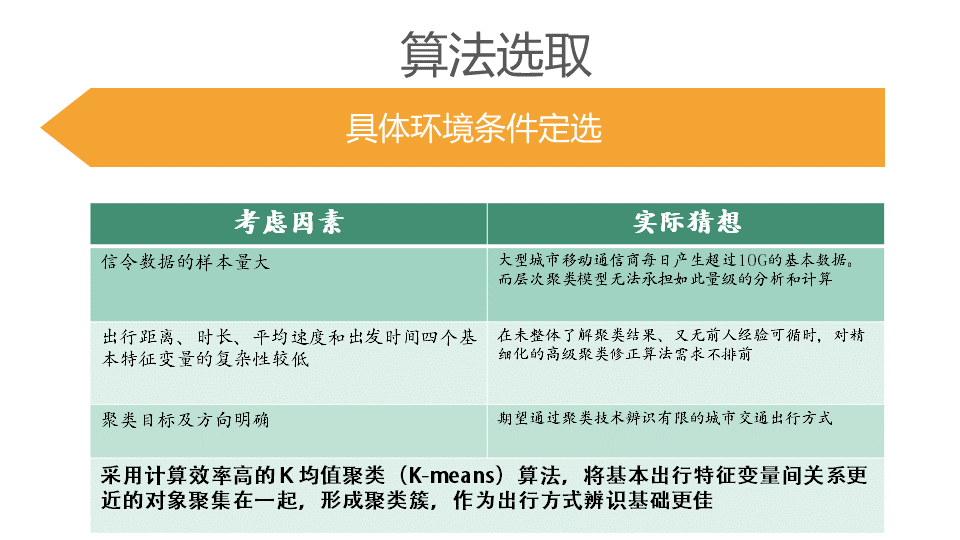 算法选取
具体环境条件定选
考虑因素
实际猜想
信令数据的样本量大
大型城市移动通信商每日产生超过10G的基本数据。
而层次聚类模型无法承担如此量级的分析和计算
出行距离、时长、平均速度和出发时间四个基
本特征变量的复杂性较低
在未整体了解聚类结果、又无前人经验可循时，对精
细化的高级聚类修正算法需求不排前
聚类目标及方向明确
期望通过聚类技术辨识有限的城市交通出行方式
采用计算效率高的K均值聚类（K-means）算法，将基本出行特征变量间关系更
近的对象聚集在一起，形成聚类簇，作为出行方式辨识基础更佳